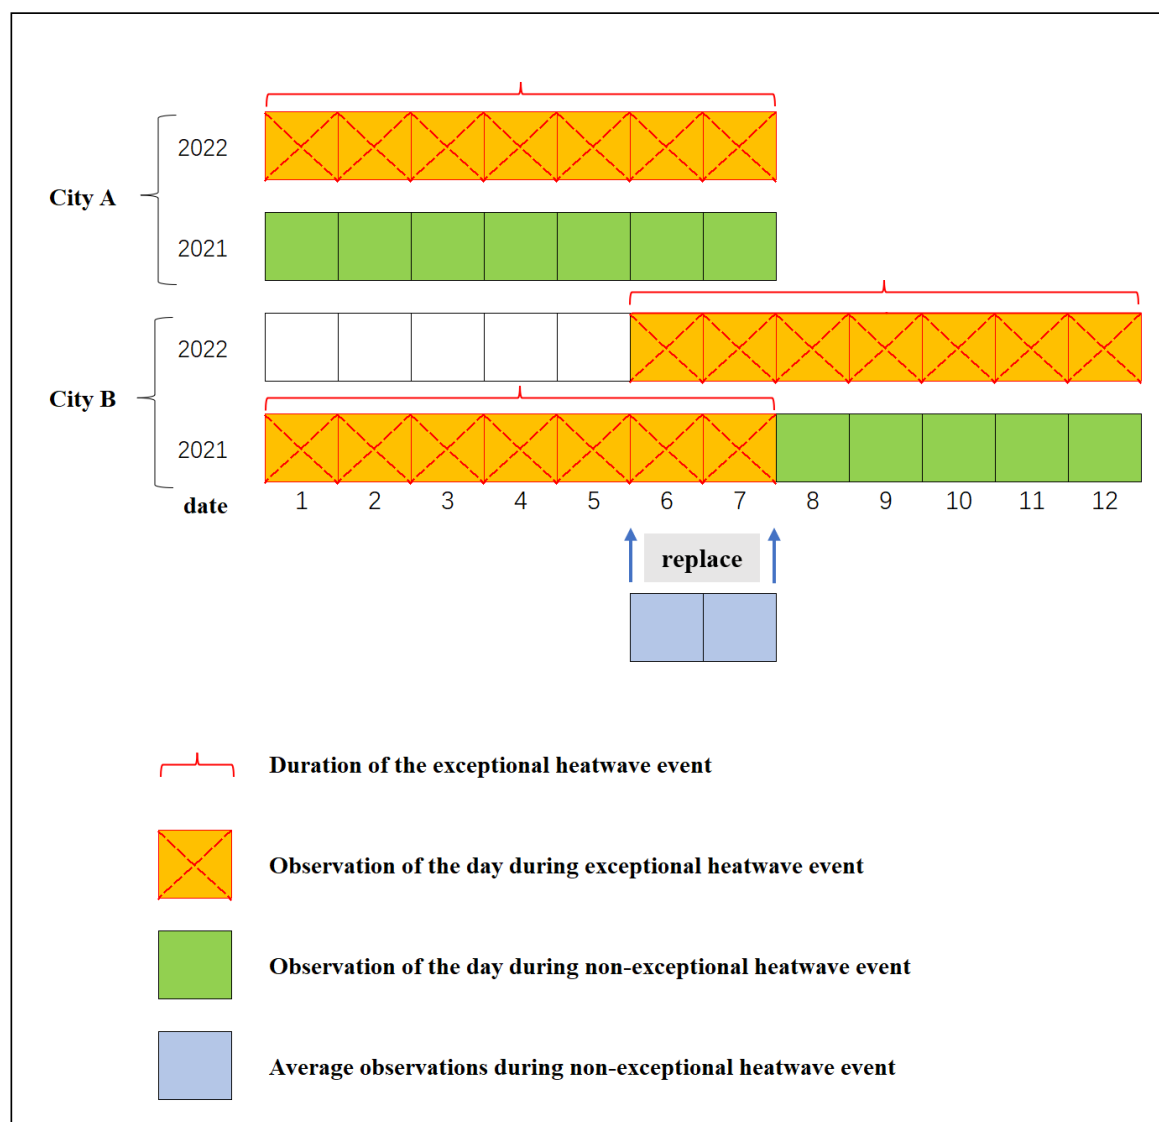 2022
City A
2021
2022
City B
2021
date 1 2 3 4 5 6 7 8 9 10 11 12
replace
Duration of the exceptional heatwave event
Observation of the day during exceptional heatwave event
Observation of the day during non-exceptional heatwave event
Average observations during non-exceptional heatwave event